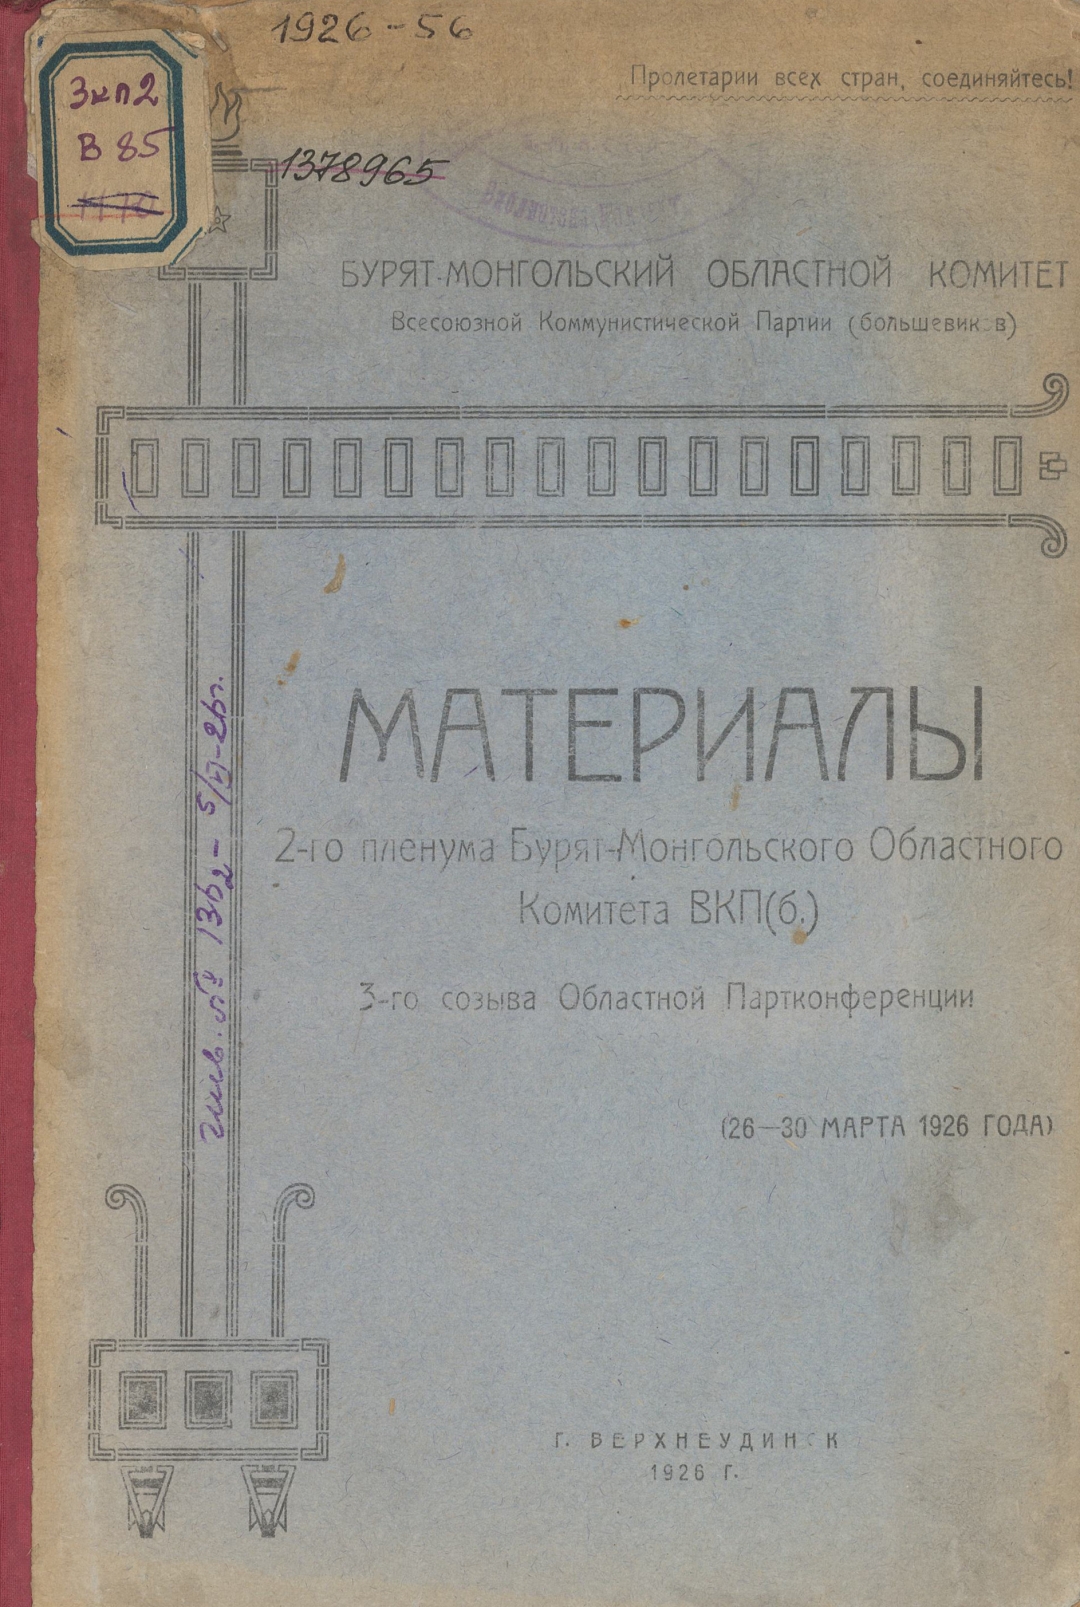 1926-56
Пролетарии всех стран, соединяйтесь!
3кп2
В 85
1378965
БУРЯТ-МОНГОЛЬСКИЙ ОБЛАСТНОЙ КОМИТЕТ
Всесоюзной Коммунистической Партии (большевиков)
МАТЕРИАЛЫ
2-го пленума Бурят-Монгольского Областного
Комитета ВКП(б.)
3-го созыва Областной Партконференции
(26—30 МАРТА 1926 ГОДА)
г. ВЕРХНЕУДИНСК
1926 г.